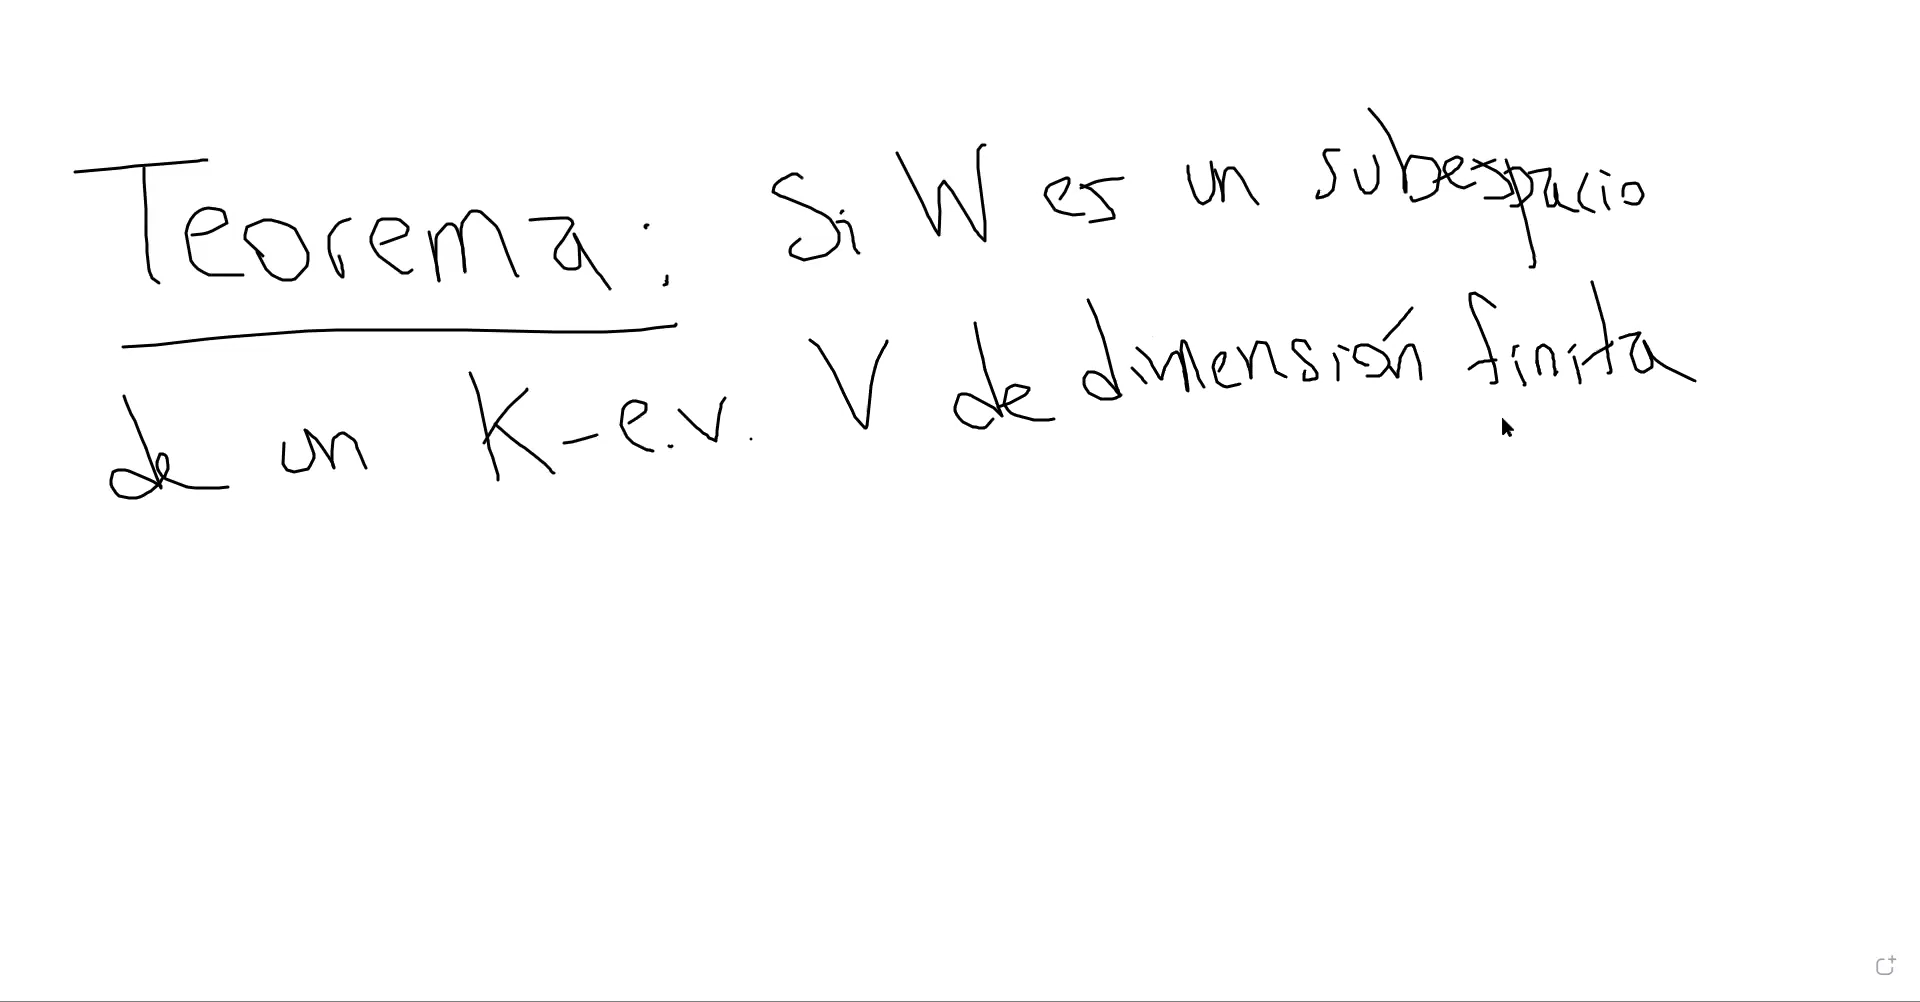 Teorema: Si W es un subespacio
de un K-e.v. V de dimensión finita